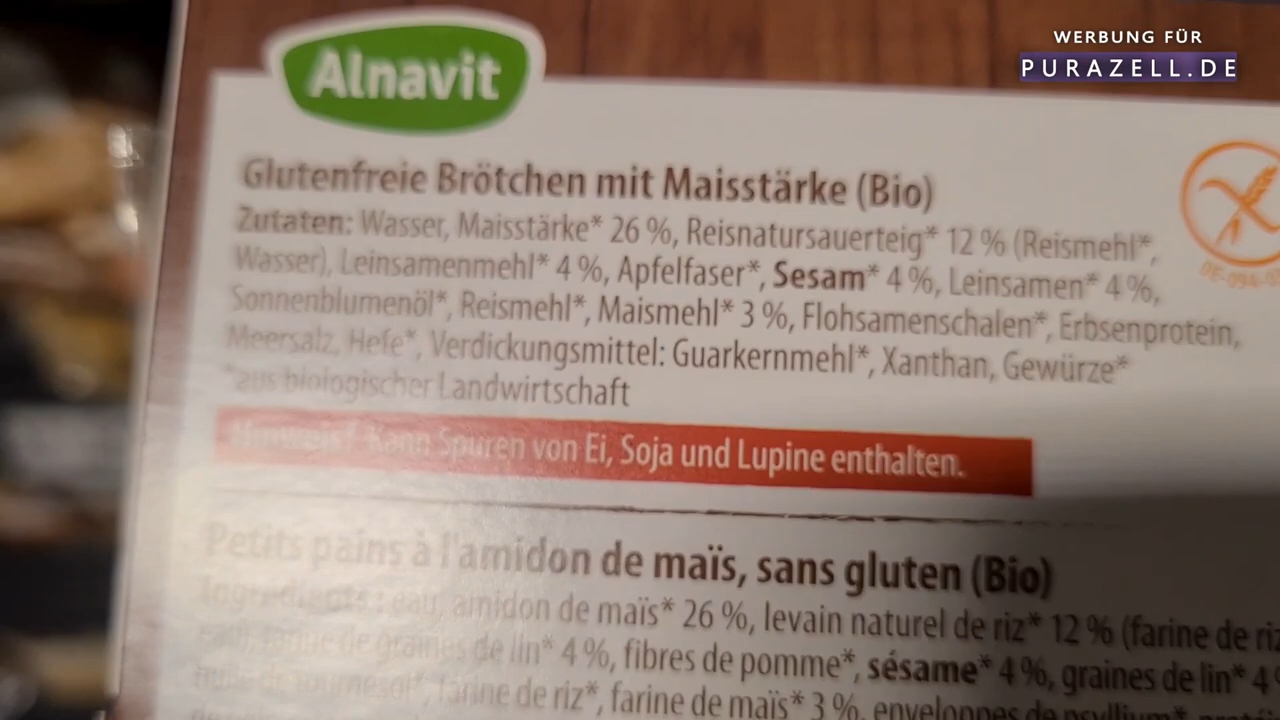 WERBUNG FÜR
PURAZELL.DE
Alnavit
Glutenfreie Brötchen mit Maisstärke (Bio)
Zutaten: Wasser, Maisstärke* 26 %, Reisnatursauerteig* 12 % (Reismehl*,
Wasser), Leinsamenmehl* 4 %, Apfelfaser*, Sesam* 4 %, Leinsamen* 4 %,
Sonnenblumenöl*, Reismehl*, Maismehl* 3 %, Flohsamenschalen*, Erbsenprotein,
Meersalz, Hefe*, Verdickungsmittel: Guarkernmehl*, Xanthan, Gewürze*
*aus biologischer Landwirtschaft
Hinweis! Kann Spuren von Ei, Soja und Lupine enthalten.
Petits pains à l'amidon de maïs, sans gluten (Bio)
Ingrédients : eau, amidon de maïs* 26 %, levain naturel de riz* 12 % (farine de riz
eau), farine de graines de lin* 4 %, fibres de pomme*, sésame* 4 %, graines de lin* 4
huile de tournesol*, farine de riz*, farine de maïs* 3 %, enveloppes de psyllium*,